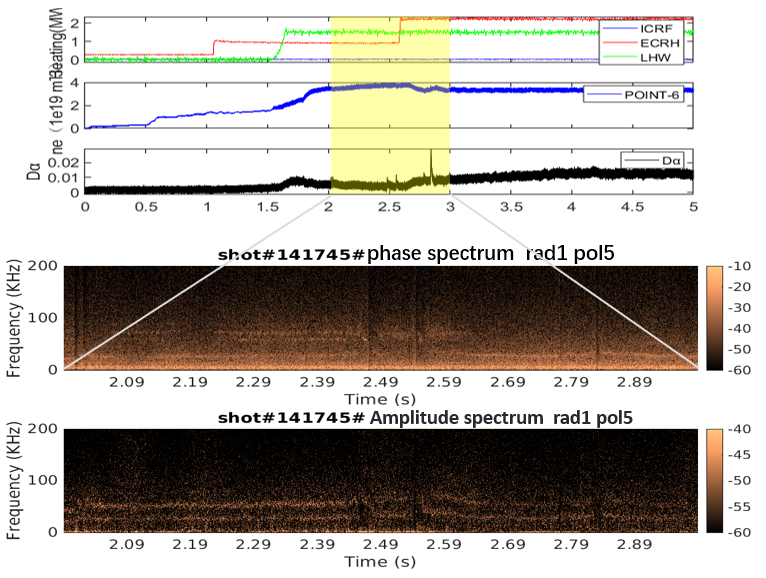 Heating(MW
2
1
0
ICRF
ECRH
LHW
ne (1e19 m
4
2
0
POINT-6
Dα
0.02
0.01
0
Dα
0 0.5 1 1.5 2 2.5 3 3.5 4 4.5 5
shot#141745#phase spectrum rad1 pol5
Frequency (KHz)
200
100
0
2.09 2.19 2.29 2.39 2.49 2.59 2.69 2.79 2.89
Time (s)
-10
-20
-30
-40
-50
-60
shot#141745# Amplitude spectrum rad1 pol5
Frequency (KHz)
200
100
0
2.09 2.19 2.29 2.39 2.49 2.59 2.69 2.79 2.89
Time (s)
-40
-45
-50
-55
-60